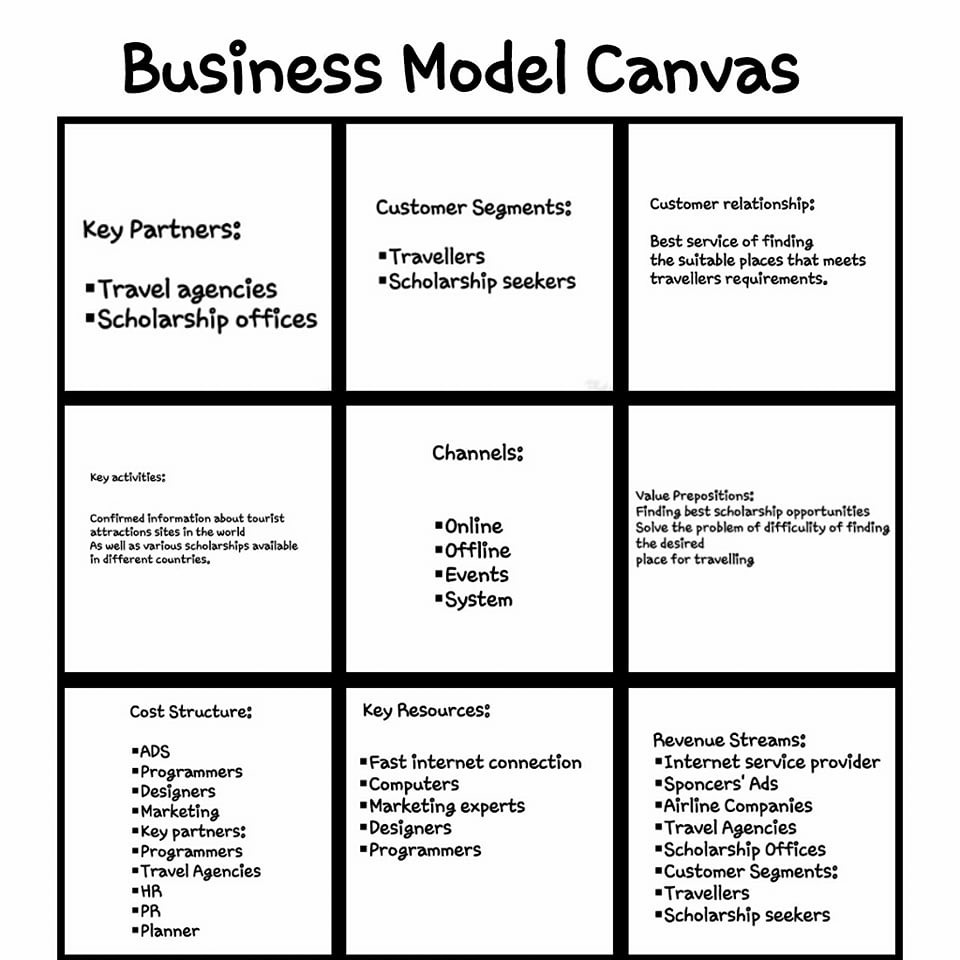 Business Model Canvas
Key Partners:
▪Travel agencies
▪Scholarship offices
Customer Segments:
▪Travellers
▪Scholarship seekers
Customer relationship:
Best service of finding
the suitable places that meets
travellers requirements.
Key activities:
Confirmed information about tourist
attractions sites in the world
As well as various scholarships available
in different countries.
Channels:
▪Online
▪Offline
▪Events
▪System
Value Prepositions:
Finding best scholarship opportunities
Solve the problem of difficulity of finding
the desired
place for travelling
Cost Structure:
▪ADS
▪Programmers
▪Designers
▪Marketing
▪Key partners:
▪Programmers
▪Travel Agencies
▪HR
▪PR
▪Planner
Key Resources:
▪Fast internet connection
▪Computers
▪Marketing experts
▪Designers
▪Programmers
Revenue Streams:
▪Internet service provider
▪Sponcers' Ads
▪Airline Companies
▪Travel Agencies
▪Scholarship Offices
▪Customer Segments:
▪Travellers
▪Scholarship seekers